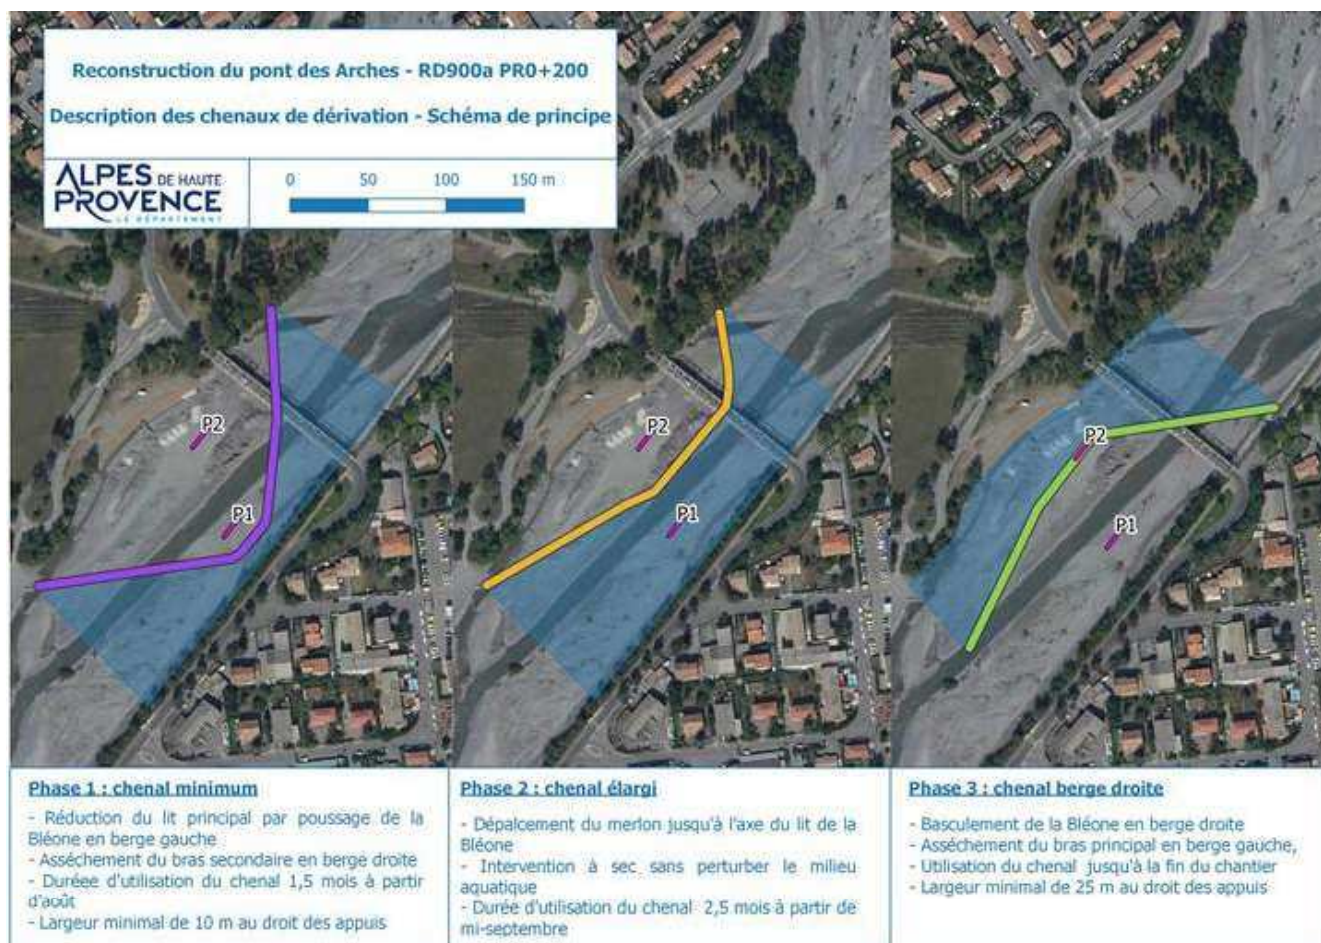 Reconstruction du pont des Arches - RD900a PR0+200
Description des chenaux de dérivation - Schéma de principe
ALPES DE HAUTE
PROVENCE
LE DÉPARTEMENT
0 50 100 150 m
P2
P1
P2
P1
P2
P1
Phase 1 : chenal minimum
- Réduction du lit principal par poussage de la
Bléone en berge gauche
- Asséchement du bras secondaire en berge droite
- Duréee d'utilisation du chenal 1,5 mois à partir
d'août
- Largeur minimal de 10 m au droit des appuis
Phase 2 : chenal élargi
- Dépalcement du merlon jusqu'à l'axe du lit de la
Bléone
- Intervention à sec sans perturber le milieu
aquatique
- Durée d'utilisation du chenal 2,5 mois à partir de
mi-septembre
Phase 3 : chenal berge droite
- Basculement de la Bléone en berge droite
- Asséchement du bras principal en berge gauche,
- Utilisation du chenal jusqu'à la fin du chantier
- Largeur minimal de 25 m au droit des appuis